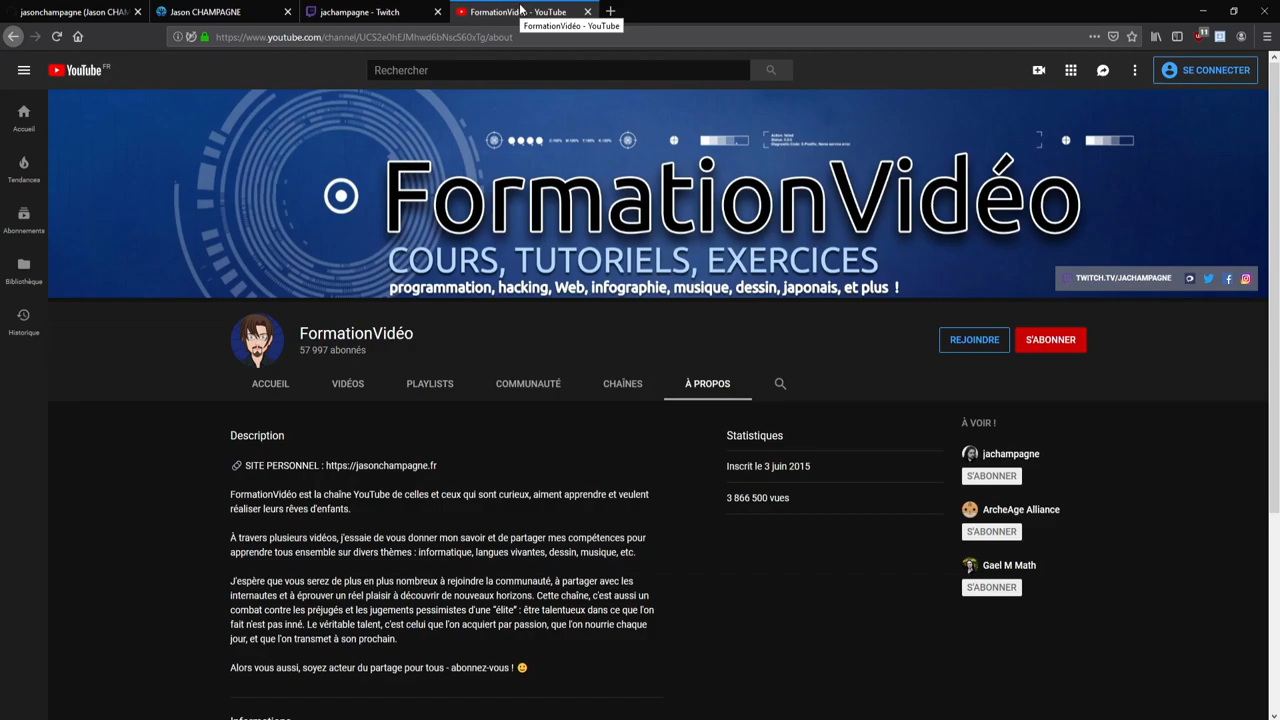 jasonchampagne (Jason CHAM
Jason CHAMPAGNE
jachampagne - Twitch
FormationVidéo - YouTube
FormationVidéo - YouTube
https://www.youtube.com/channel/UCS2e0hEJMhwd6bNscS60xTg/about
11
YouTube FR
Rechercher
SE CONNECTER
Accueil
Tendances
Abonnements
Bibliothèque
Historique
FormationVidéo
COURS, TUTORIELS, EXERCICES
programmation, hacking, Web, infographie, musique, dessin, japonais, et plus !
TWITCH.TV/JACHAMPAGNE
FormationVidéo
57 997 abonnés
REJOINDRE
S'ABONNER
ACCUEIL
VIDÉOS
PLAYLISTS
COMMUNAUTÉ
CHAÎNES
À PROPOS
Description
SITE PERSONNEL : https://jasonchampagne.fr
FormationVidéo est la chaîne YouTube de celles et ceux qui sont curieux, aiment apprendre et veulent
réaliser leurs rêves d'enfants.
À travers plusieurs vidéos, j'essaie de vous donner mon savoir et de partager mes compétences pour
apprendre tous ensemble sur divers thèmes : informatique, langues vivantes, dessin, musique, etc.
J'espère que vous serez de plus en plus nombreux à rejoindre la communauté, à partager avec les
internautes et à éprouver un réel plaisir à découvrir de nouveaux horizons. Cette chaîne, c'est aussi un
combat contre les préjugés et les jugements pessimistes d'une "élite" : être talentueux dans ce que l'on
fait n'est pas inné. Le véritable talent, c'est celui que l'on acquiert par passion, que l'on nourrie chaque
jour, et que l'on transmet à son prochain.
Alors vous aussi, soyez acteur du partage pour tous - abonnez-vous !
Statistiques
Inscrit le 3 juin 2015
3 866 500 vues
À VOIR !
jachampagne
S'ABONNER
ArcheAge Alliance
S'ABONNER
Gael M Math
S'ABONNER